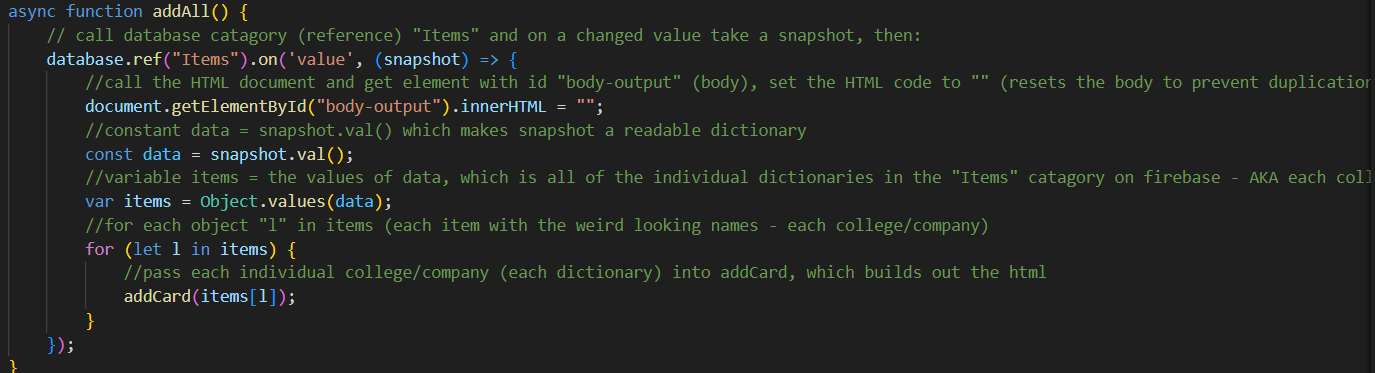 async function addAll() {
// call database catagory (reference) "Items" and on a changed value take a snapshot, then:
database.ref("Items").on('value', (snapshot) => {
//call the HTML document and get element with id "body-output" (body), set the HTML code to "" (resets the body to prevent duplication
document.getElementById("body-output").innerHTML = "";
//constant data = snapshot.val() which makes snapshot a readable dictionary
const data = snapshot.val();
//variable items = the values of data, which is all of the individual dictionaries in the "Items" catagory on firebase - AKA each coll
var items = Object.values(data);
//for each object "l" in items (each item with the weird looking names - each college/company)
for (let l in items) {
//pass each individual college/company (each dictionary) into addCard, which builds out the html
addCard(items[l]);
}
});
}